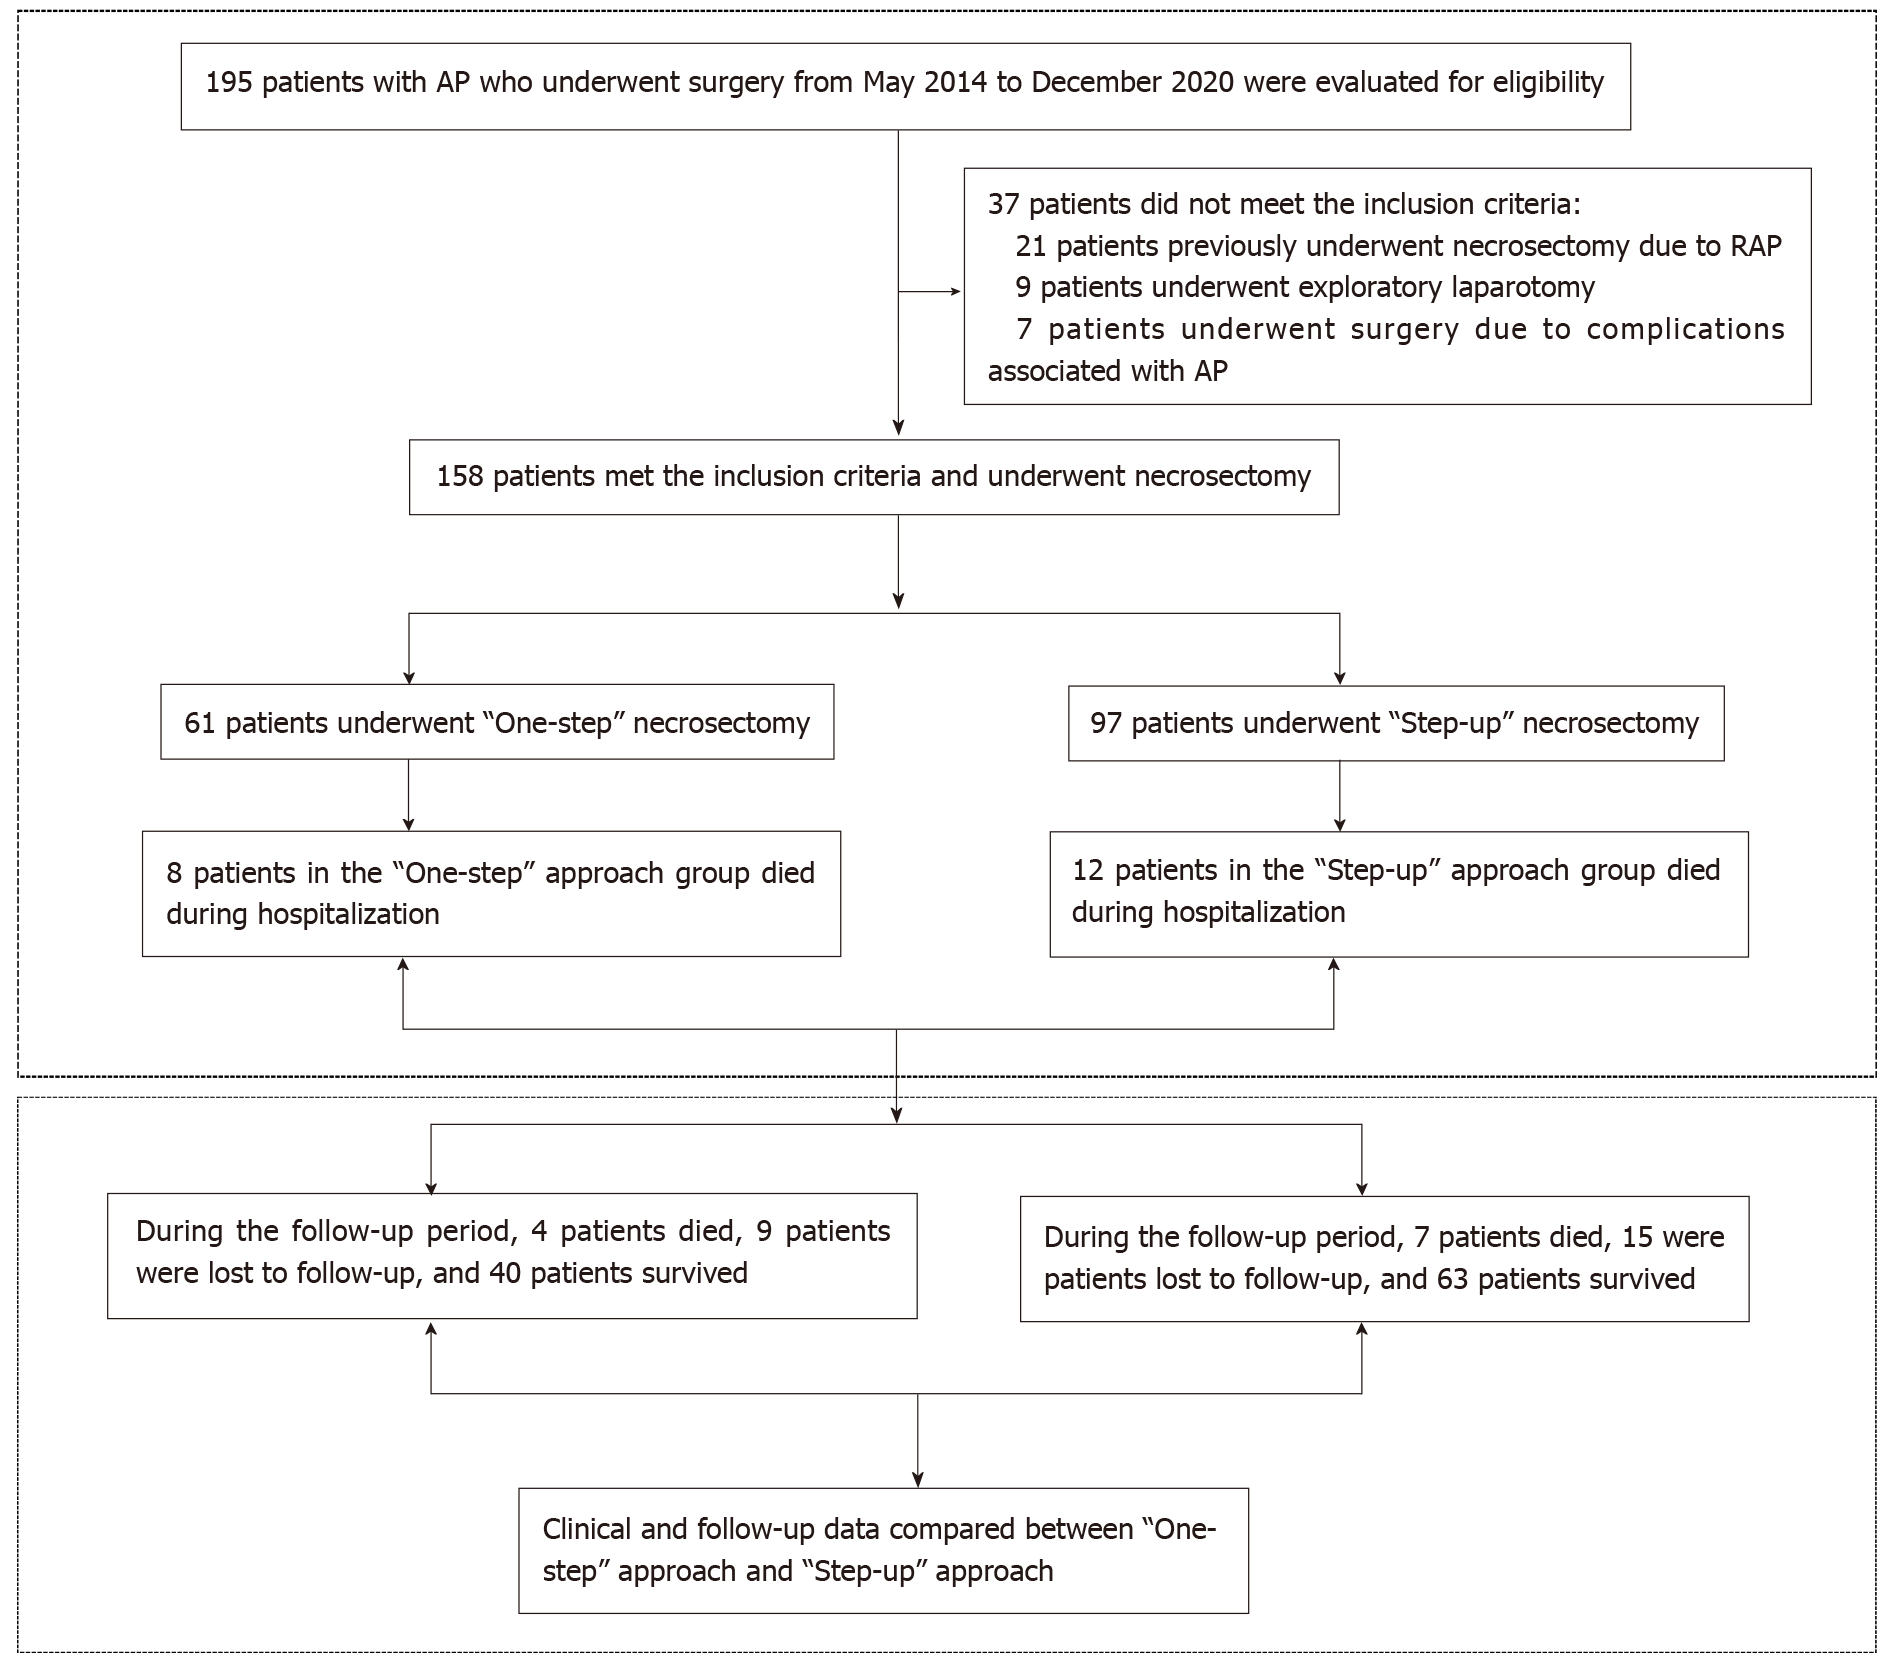 195 patients with AP who underwent surgery from May 2014 to December 2020 were evaluated for eligibility
37 patients did not meet the inclusion criteria:
21 patients previously underwent necrosectomy due to RAP
9 patients underwent exploratory laparotomy
7 patients underwent surgery due to complications
associated with AP
158 patients met the inclusion criteria and underwent necrosectomy
61 patients underwent “One-step” necrosectomy
97 patients underwent “Step-up” necrosectomy
8 patients in the “One-step” approach group died
during hospitalization
12 patients in the “Step-up” approach group died
during hospitalization
During the follow-up period, 4 patients died, 9 patients
were lost to follow-up, and 40 patients survived
During the follow-up period, 7 patients died, 15 were
patients lost to follow-up, and 63 patients survived
Clinical and follow-up data compared between “One-
step” approach and “Step-up” approach